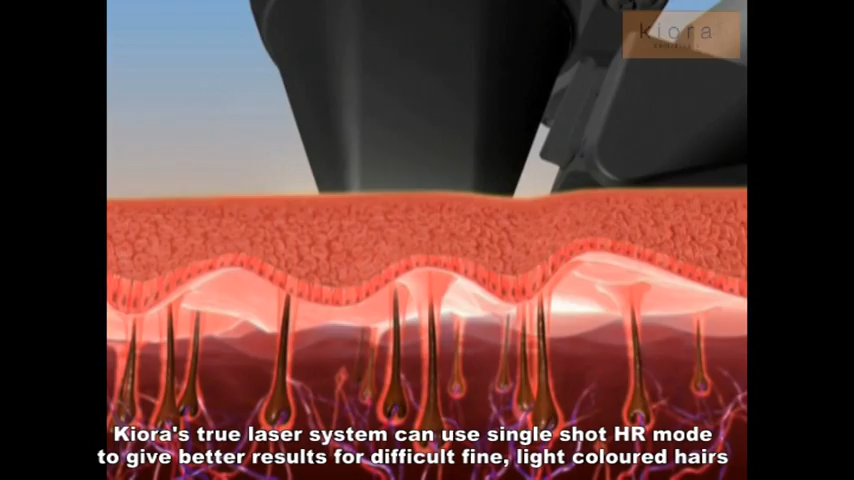 kiora
Kiora's true laser system can use single shot HR mode
to give better results for difficult fine, light coloured hairs